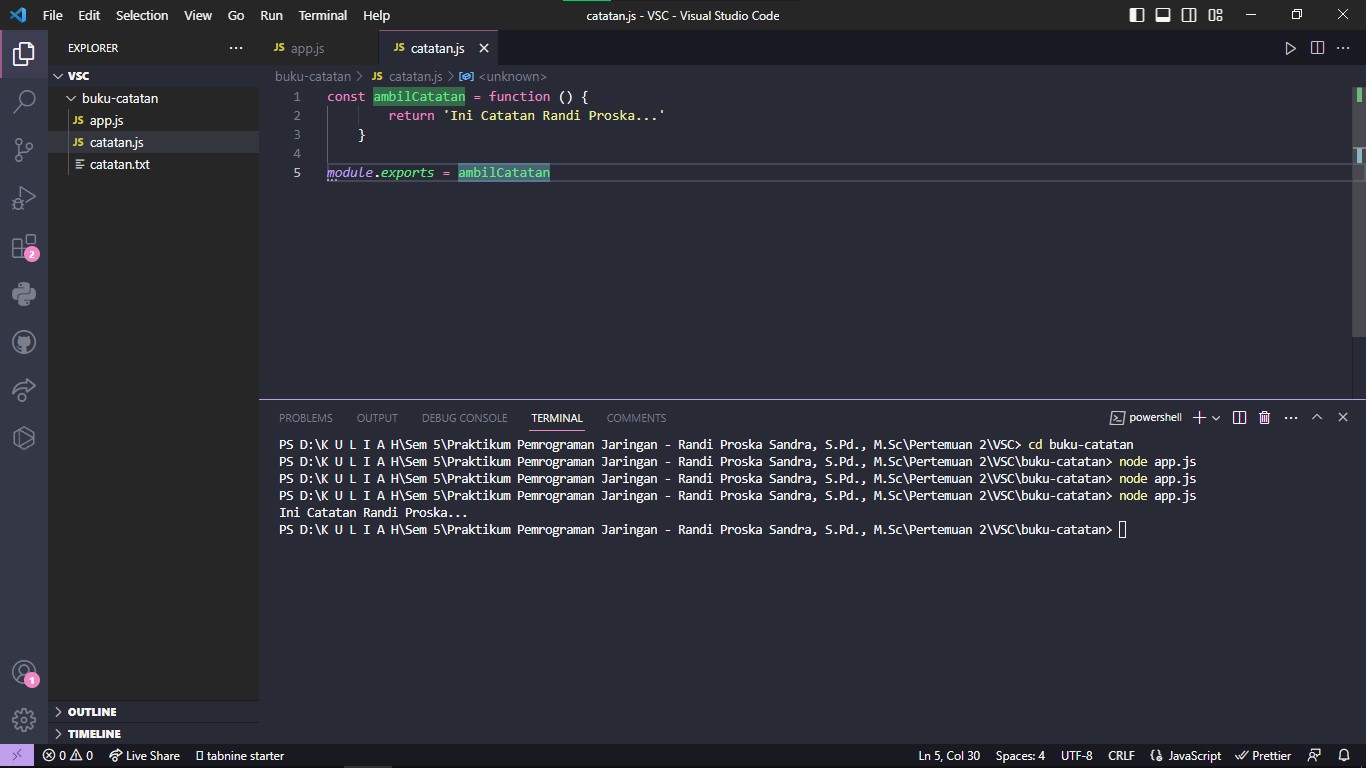 File Edit Selection View Go Run Terminal Help
catatan.js - VSC - Visual Studio Code
EXPLORER
VSC
buku-catatan
JS app.js
JS catatan.js
catatan.txt
OUTLINE
TIMELINE
2
1
JS app.js
JS catatan.js
buku-catatan > JS catatan.js > <unknown>
1 const ambilCatatan = function () {
2 return 'Ini Catatan Randi Proska...'
3 }
4
5 module.exports = ambilCatatan
PROBLEMS OUTPUT DEBUG CONSOLE TERMINAL COMMENTS
powershell
PS D:\K U L I A H\Sem 5\Praktikum Pemrograman Jaringan - Randi Proska Sandra, S.Pd., M.Sc\Pertemuan 2\VSC> cd buku-catatan
PS D:\K U L I A H\Sem 5\Praktikum Pemrograman Jaringan - Randi Proska Sandra, S.Pd., M.Sc\Pertemuan 2\VSC\buku-catatan> node app.js
PS D:\K U L I A H\Sem 5\Praktikum Pemrograman Jaringan - Randi Proska Sandra, S.Pd., M.Sc\Pertemuan 2\VSC\buku-catatan> node app.js
PS D:\K U L I A H\Sem 5\Praktikum Pemrograman Jaringan - Randi Proska Sandra, S.Pd., M.Sc\Pertemuan 2\VSC\buku-catatan> node app.js
Ini Catatan Randi Proska...
PS D:\K U L I A H\Sem 5\Praktikum Pemrograman Jaringan - Randi Proska Sandra, S.Pd., M.Sc\Pertemuan 2\VSC\buku-catatan>
0 0 Live Share tabnine starter
Ln 5, Col 30 Spaces: 4 UTF-8 CRLF JavaScript Prettier